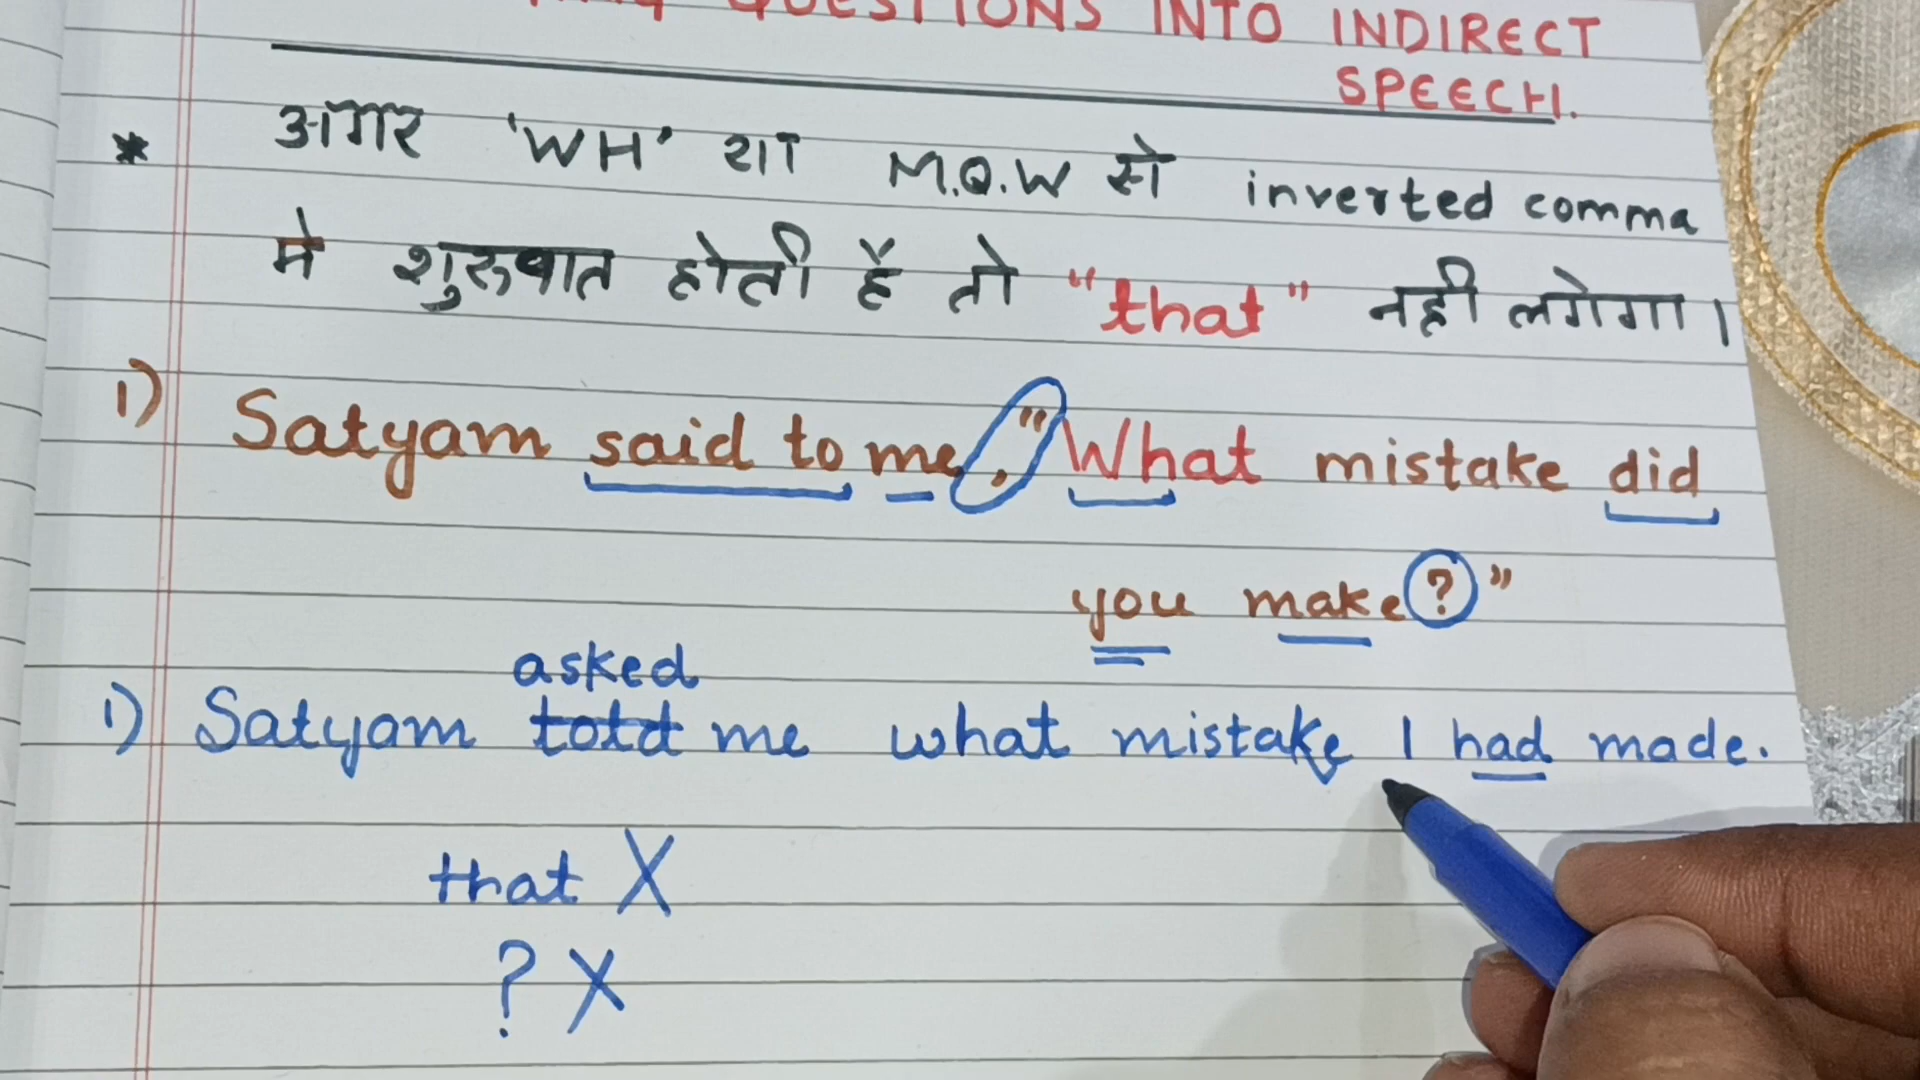 QUESTIONS INTO INDIRECT
SPEECH.
* अगर 'WH' या M.Q.W से inverted comma
मे शुरुवात होती है तो "that" नही लगेगा।
1) Satyam said to me, "What mistake did
you make?"
asked
1) Satyam told me what mistake I had made.
that X
? X